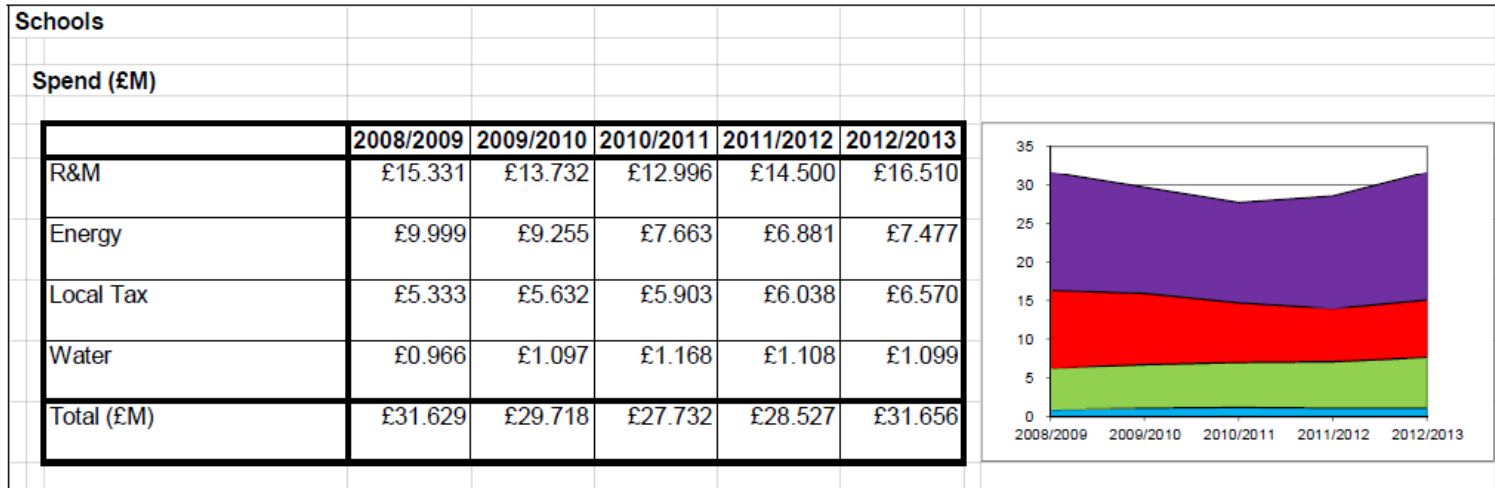 Schools
Spend (£M)
2008/2009 2009/2010 2010/2011 2011/2012 2012/2013
R&M £15.331 £13.732 £12.996 £14.500 £16.510
Energy £9.999 £9.255 £7.663 £6.881 £7.477
Local Tax £5.333 £5.632 £5.903 £6.038 £6.570
Water £0.966 £1.097 £1.168 £1.108 £1.099
Total (£M) £31.629 £29.718 £27.732 £28.527 £31.656
35
30
25
20
15
10
5
0
2008/2009 2009/2010 2010/2011 2011/2012 2012/2013